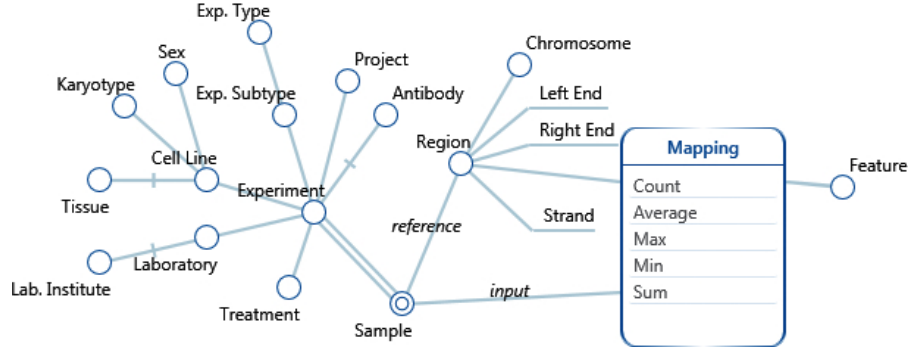 Exp. Type
Sex
Project
Chromosome
Karyotype
Exp. Subtype
Antibody
Left End
Right End
Region
Mapping
Cell Line
Feature
Experiment
Count
Tissue
Average
Strand
reference
Max
Laboratory
Min
Lab. Institute
input
Sum
Treatment
Sample